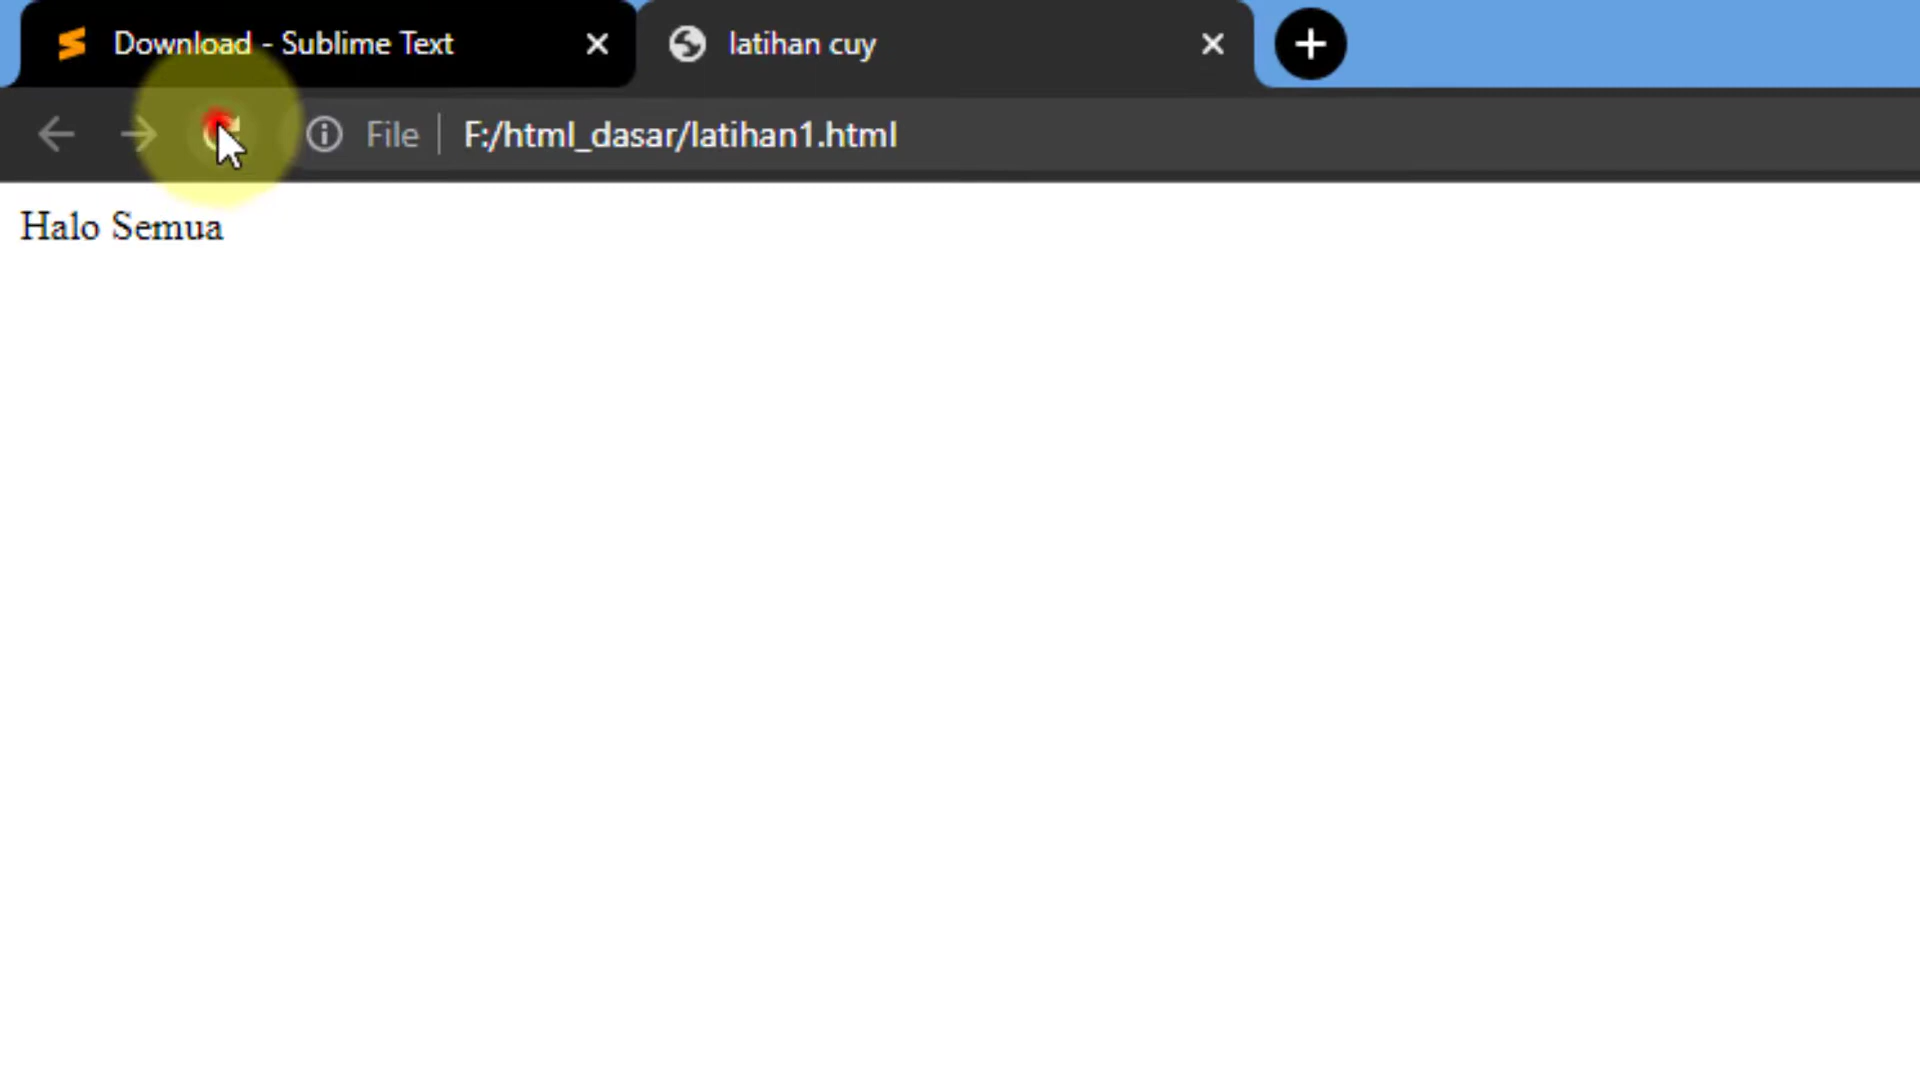 Download - Sublime Text
latihan cuy
File
F:/html_dasar/latihan1.html
Halo Semua